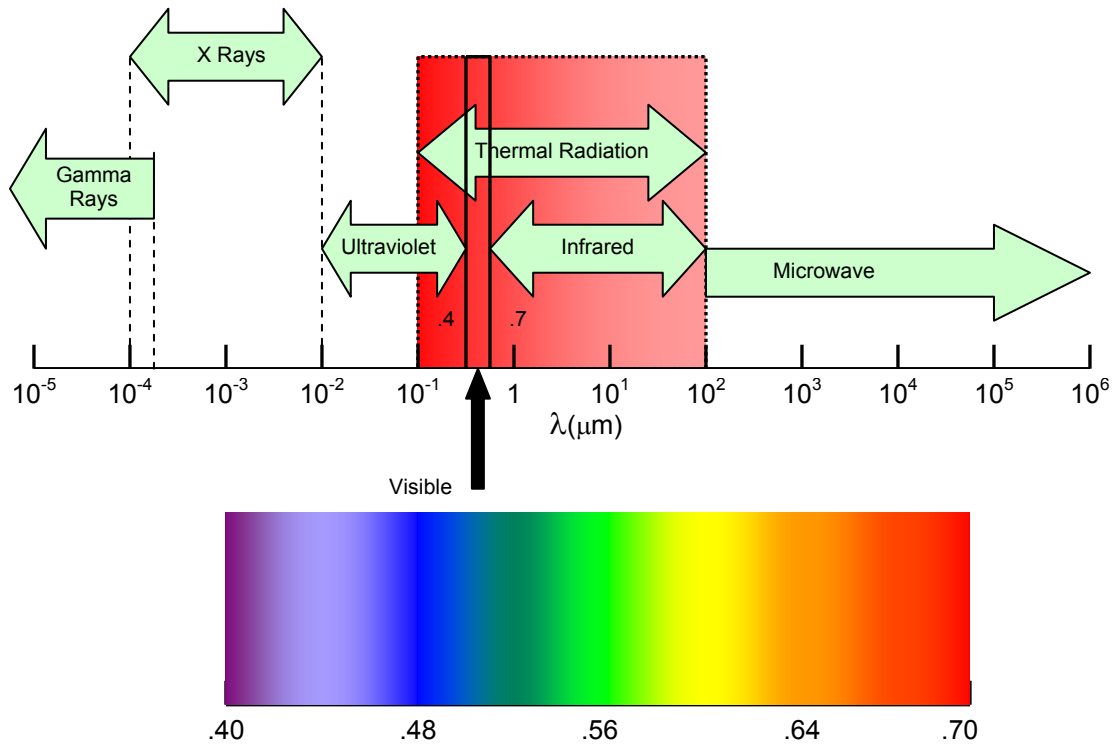 X Rays
Thermal Radiation
Gamma
Rays
Ultraviolet
Infrared
Microwave
.4
.7
10⁻⁵ 10⁻⁴ 10⁻³ 10⁻² 10⁻¹ 1 10¹ 10² 10³ 10⁴ 10⁵ 10⁶
λ(μm)
Visible
.40 .48 .56 .64 .70